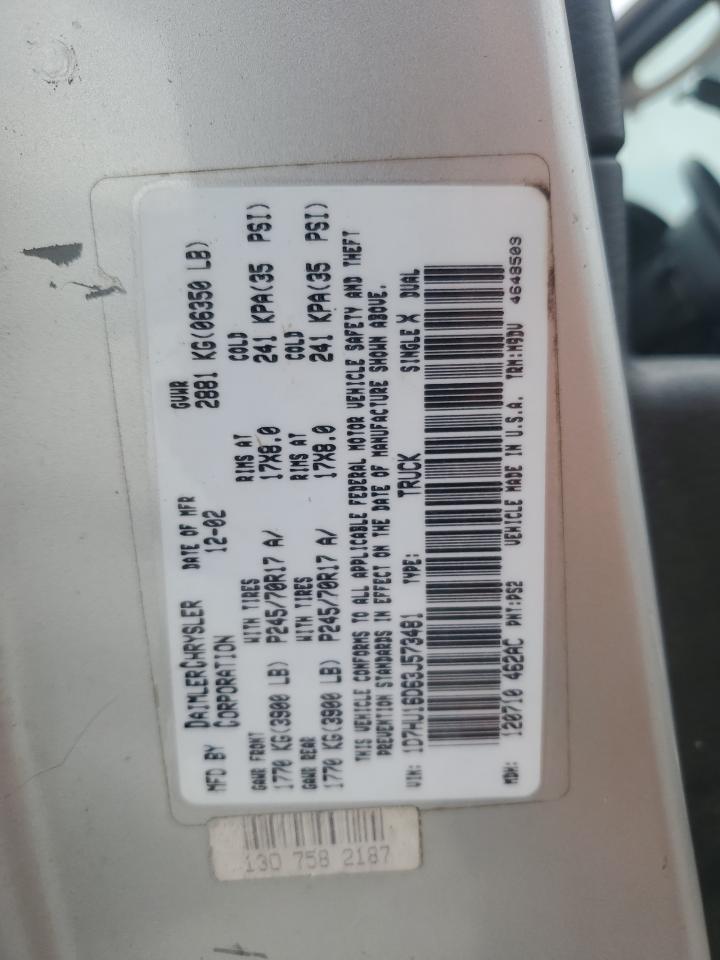 MFD BY DAIMLERCHRYSLER CORPORATION DATE OF MFR 12-02 GVWR 2881 KG(06350 LB)
GAWR FRONT WITH TIRES RIMS AT COLD
1770 KG(3900 LB) P245/70R17 A/ 17X8.0 241 KPA(35 PSI)
GAWR REAR WITH TIRES RIMS AT COLD
1770 KG(3900 LB) P245/70R17 A/ 17X8.0 241 KPA(35 PSI)
THIS VEHICLE CONFORMS TO ALL APPLICABLE FEDERAL MOTOR VEHICLE SAFETY AND THEFT
PREVENTION STANDARDS IN EFFECT ON THE DATE OF MANUFACTURE SHOWN ABOVE.
VIN: 1D7HU16D63J573481 TYPE: TRUCK SINGLE X DUAL
MDH: 120710 462AC PNT:PS2 VEHICLE MADE IN U.S.A. TRM:M9DV 4648509
130 758 2187